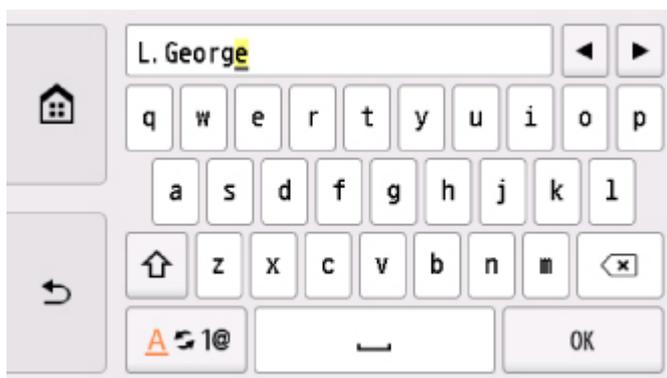 L. George
q w e r t y u i o p
a s d f g h j k l
z x c v b n m
A 1@ OK